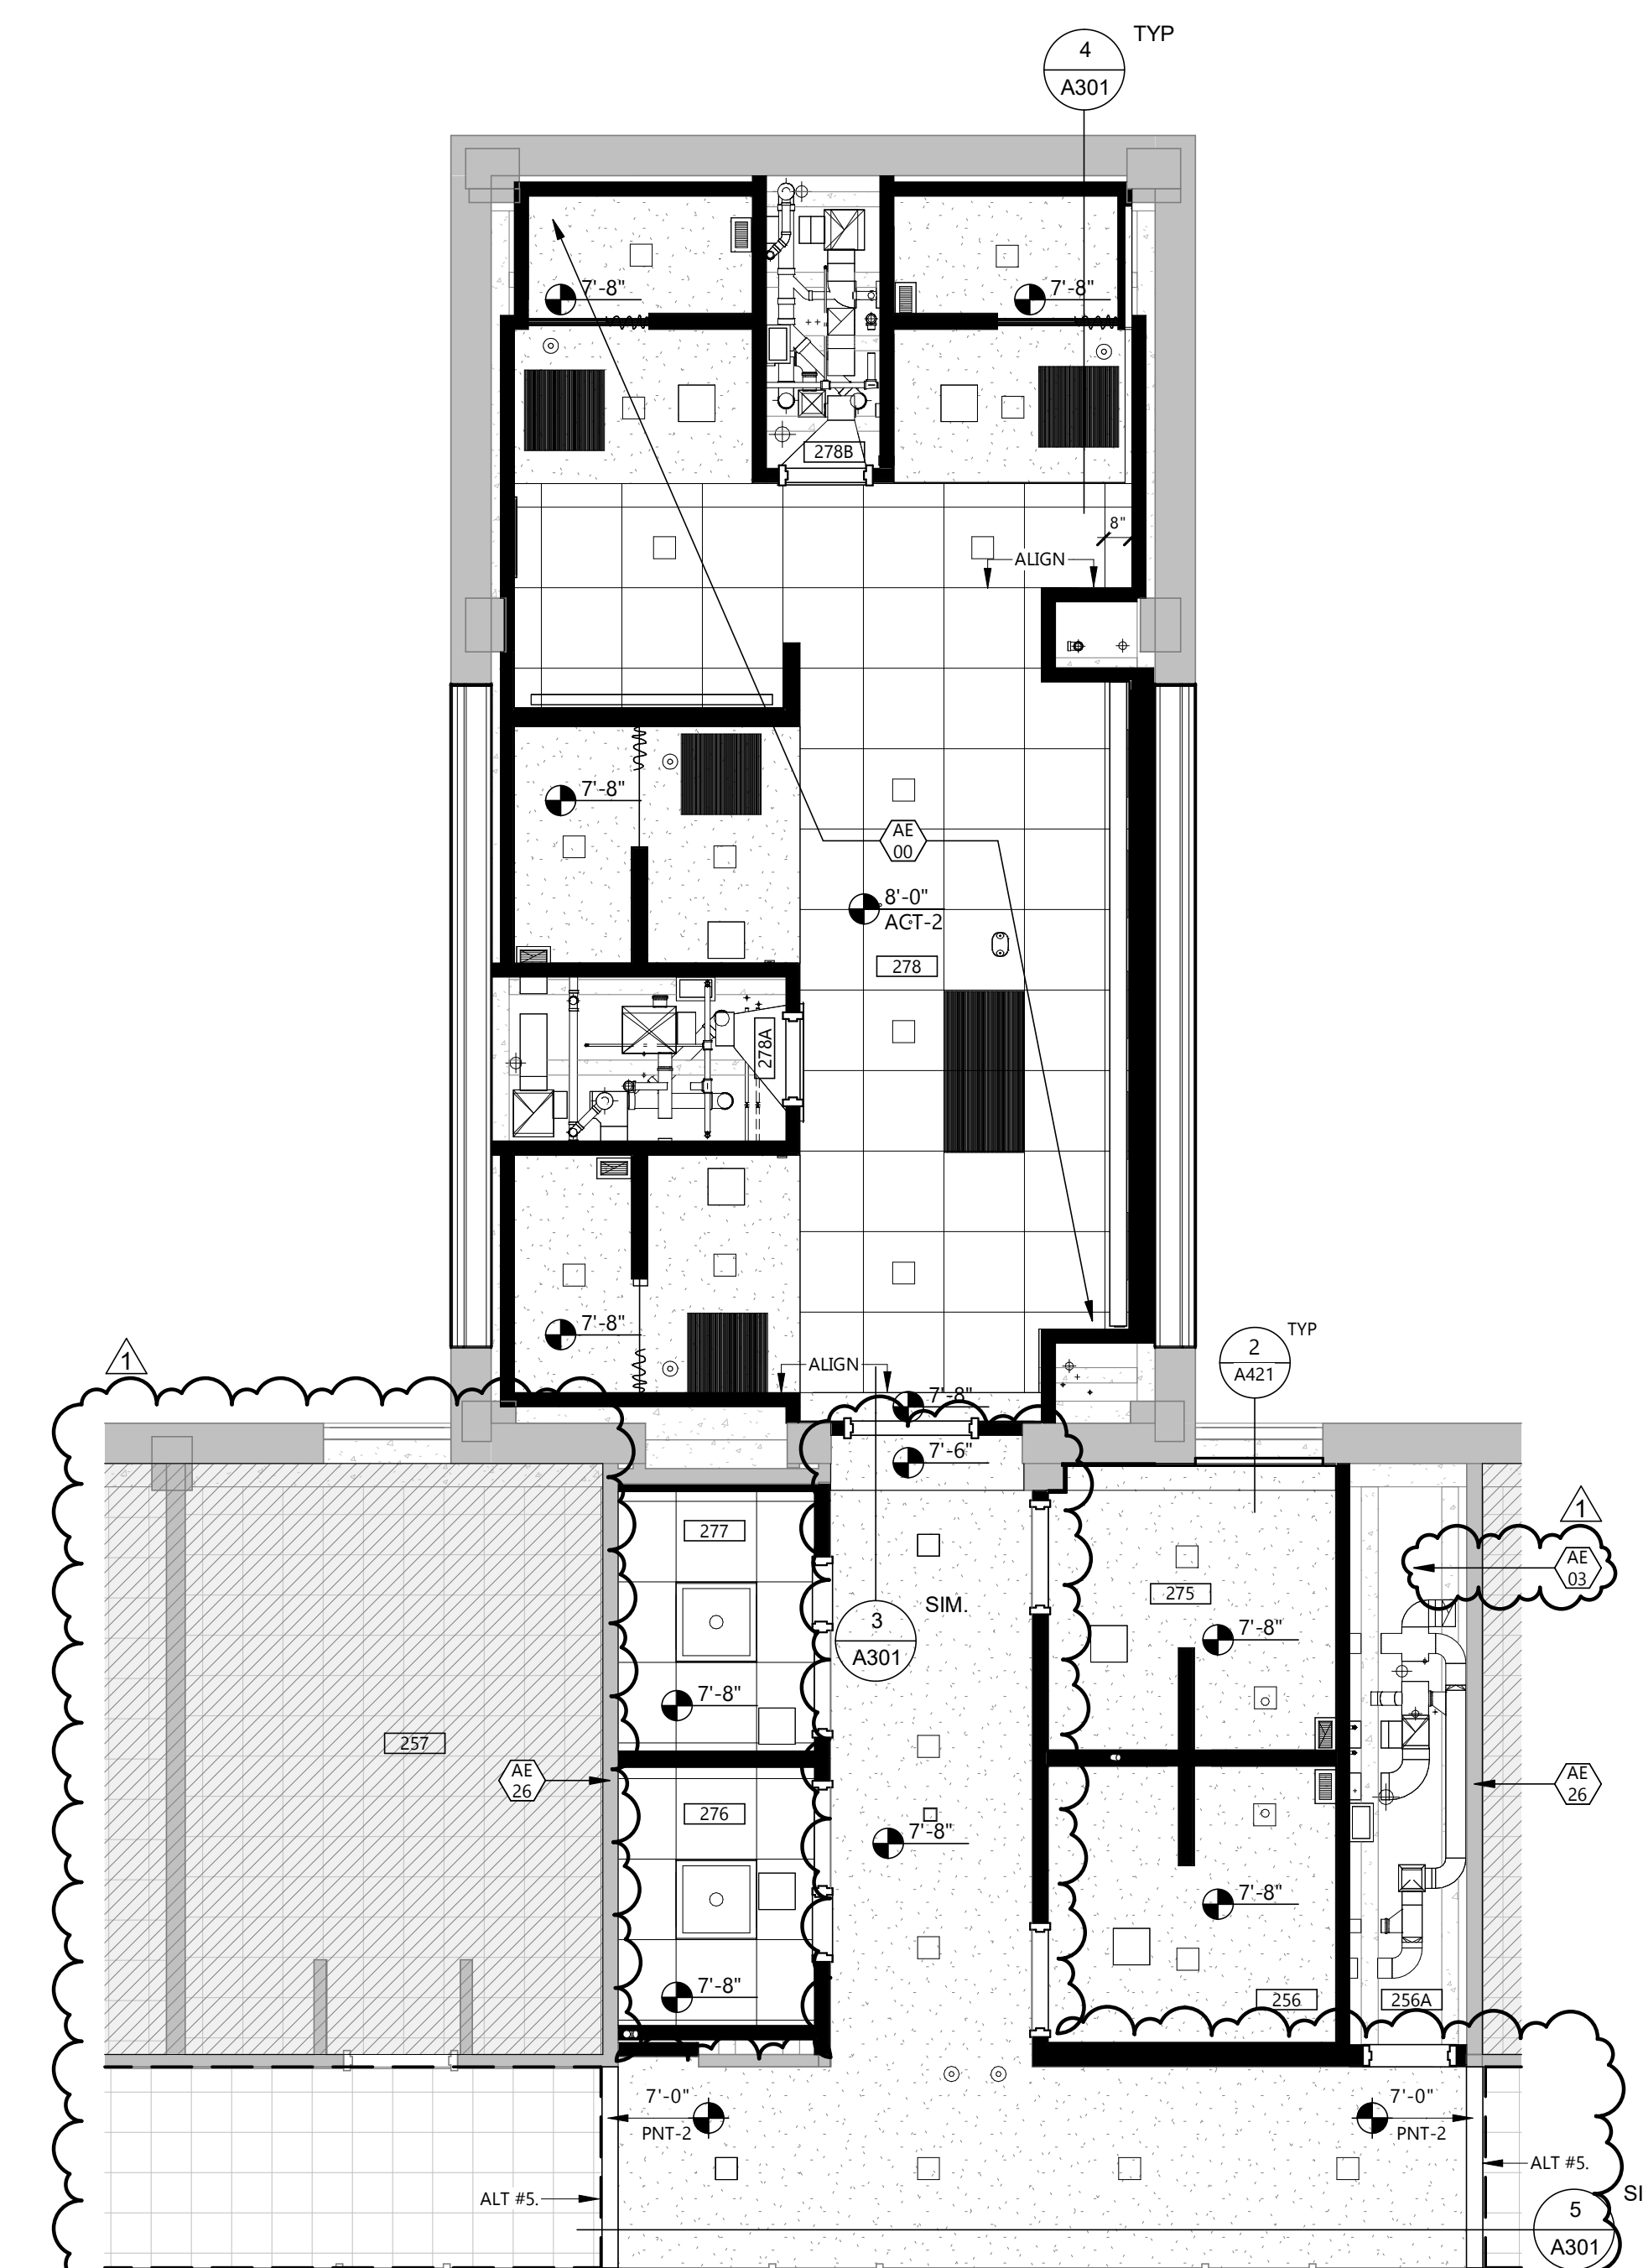 TYP
4
A301
7'-8"
7'-8"
278B
8"
ALIGN
7'-8"
AE
00
8'-0"
ACT-2
278
278A
7'-8"
TYP
2
A421
1
ALIGN
7'-8"
7'-6"
1
277
AE
03
275
SIM.
3
A301
7'-8"
7'-8"
257
AE
26
AE
26
276
7'-8"
7'-8"
7'-8"
256
256A
7'-0"
PNT-2
7'-0"
PNT-2
ALT #5.
ALT #5.
SI
5
A301